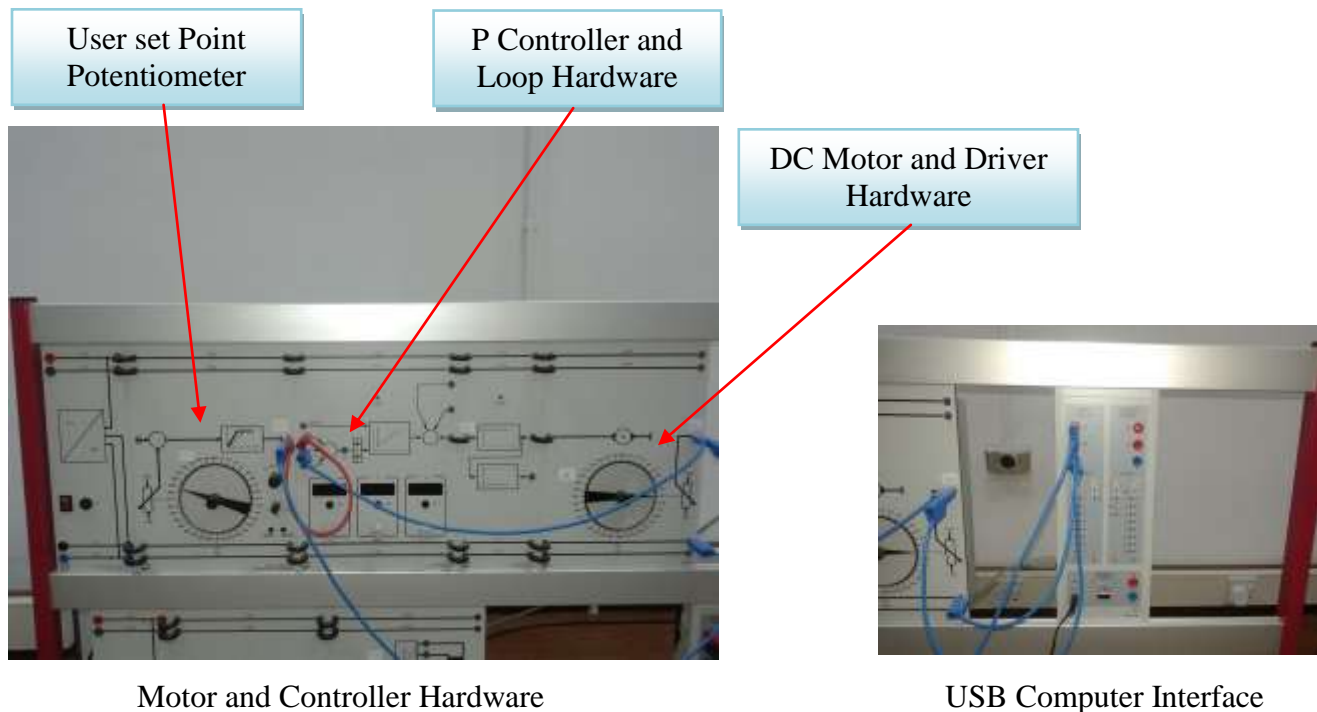 User set Point
Potentiometer
P Controller and
Loop Hardware
DC Motor and Driver
Hardware
Motor and Controller Hardware
USB Computer Interface